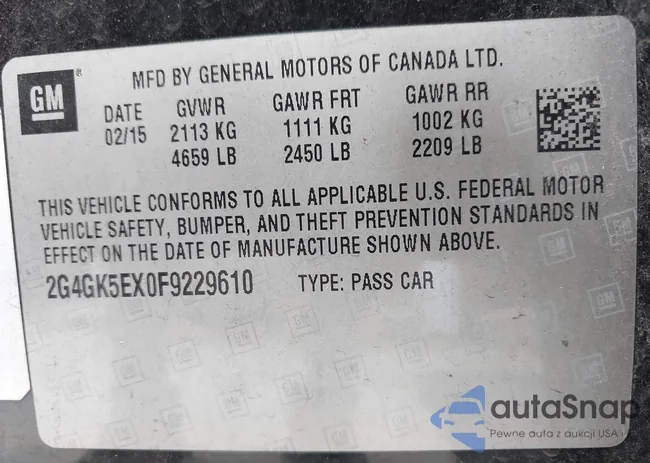 GM
MFD BY GENERAL MOTORS OF CANADA LTD.
DATE GVWR GAWR FRT GAWR RR
02/15 2113 KG 1111 KG 1002 KG
4659 LB 2450 LB 2209 LB
THIS VEHICLE CONFORMS TO ALL APPLICABLE U.S. FEDERAL MOTOR
VEHICLE SAFETY, BUMPER, AND THEFT PREVENTION STANDARDS IN
EFFECT ON THE DATE OF MANUFACTURE SHOWN ABOVE.
2G4GK5EX0F9229610 TYPE: PASS CAR
autaSnap
Pewne auta z aukcji USA